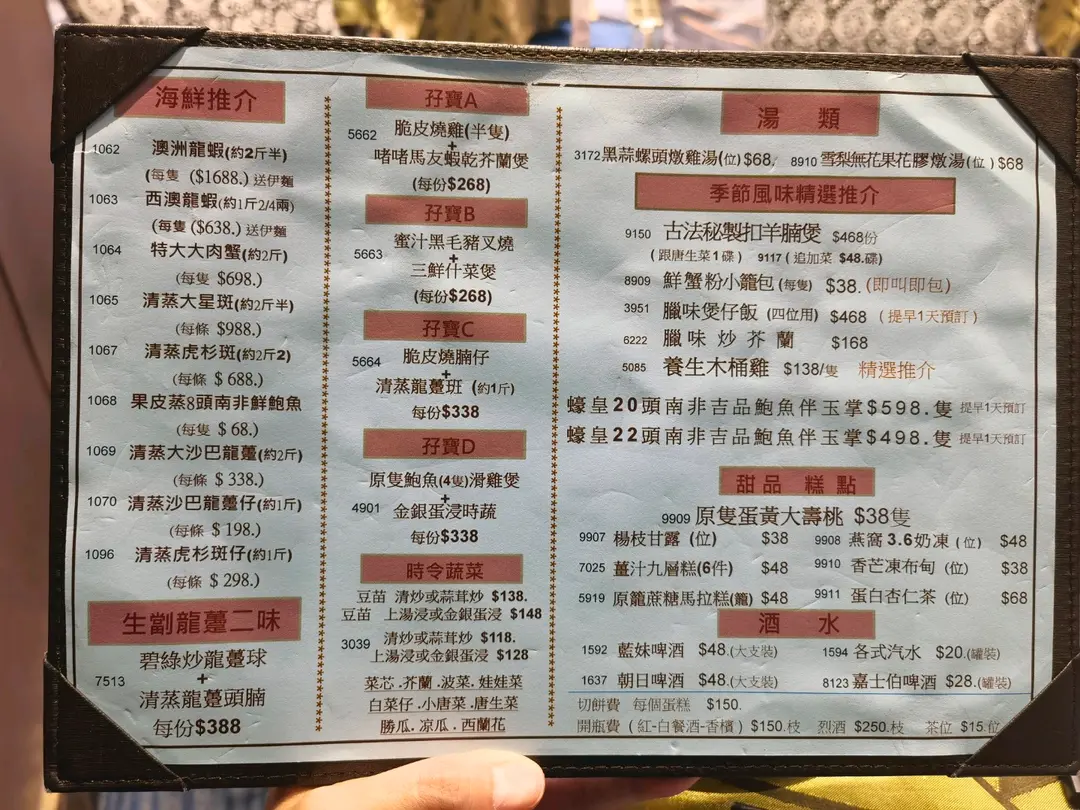 海鮮推介
1062 澳洲龍蝦(約2斤半)
(每隻 ($1688.) 送伊麵
1063 西澳龍蝦(約1斤2/4兩)
(每隻 ($638.) 送伊麵
1064 特大大肉蟹(約2斤)
(每隻 $698.)
1065 清蒸大星斑(約2斤半)
(每條 $988.)
1067 清蒸虎杉斑(約2斤2)
(每條 $ 688.)
1068 果皮蒸8頭南非鮮鮑魚
(每隻 $ 68.)
1069 清蒸大沙巴龍躉(約2斤)
(每條 $ 338.)
1070 清蒸沙巴龍躉仔(約1斤)
(每條 $ 198.)
1096 清蒸虎杉斑仔(約1斤)
(每條 $ 298.)
生劏龍躉二味
碧綠炒龍躉球
7513 +
清蒸龍躉頭腩
每份$388
孖寶A
5662 脆皮燒雞(半隻)
+
啫啫馬友蝦乾芥蘭煲
(每份$268)
孖寶B
蜜汁黑毛豬叉燒
5663 +
三鮮什菜煲
(每份$268)
孖寶C
5664 脆皮燒腩仔
+
清蒸龍躉班 (約1斤)
每份$338
孖寶D
原隻鮑魚(4隻)滑雞煲
+
4901 金銀蛋浸時蔬
每份$338
時令蔬菜
豆苗 清炒或蒜茸炒 $138.
豆苗 上湯浸或金銀蛋浸 $148
3039 清炒或蒜茸炒 $118.
上湯浸或金銀蛋浸 $128
菜芯.芥蘭.波菜.娃娃菜
白菜仔.小唐菜.唐生菜
勝瓜.凉瓜.西蘭花
湯 類
3172黑蒜螺頭燉雞湯(位)$68. 8910 雪梨無花果花膠燉湯(位) $68
季節風味精選推介
9150 古法秘製扣羊腩煲 $468份
(跟唐生菜1碟) 9117 (追加菜 $48.碟)
8909 鮮蟹粉小籠包(每隻) $38. (即叫即包)
3951 臘味煲仔飯 (四位用) $468 (提早1天預訂)
6222 臘味炒芥蘭 $168
5085 養生木桶雞 $138/隻 精選推介
蠔皇20頭南非吉品鮑魚伴玉掌$598.隻 提早1天預訂
蠔皇22頭南非吉品鮑魚伴玉掌$498.隻 提早1天預訂
甜品 糕點
9909 原隻蛋黃大壽桃 $38隻
9907 楊枝甘露 (位) $38 9908 燕窩3.6奶凍 (位) $48
7025 薑汁九層糕(6件) $48 9910 香芒凍布甸 (位) $38
5919 原籠蔗糖馬拉糕(籠) $48 9911 蛋白杏仁茶 (位) $68
酒 水
1592 藍妹啤酒 $48.(大支裝) 1594 各式汽水 $20.(罐裝)
1637 朝日啤酒 $48.(大支裝) 8123 嘉士伯啤酒 $28.(罐裝)
切餅費 每個蛋糕 $150.
開瓶費 (紅-白餐酒-香檳) $150.枝 烈酒 $250.枝 茶位 $15.位